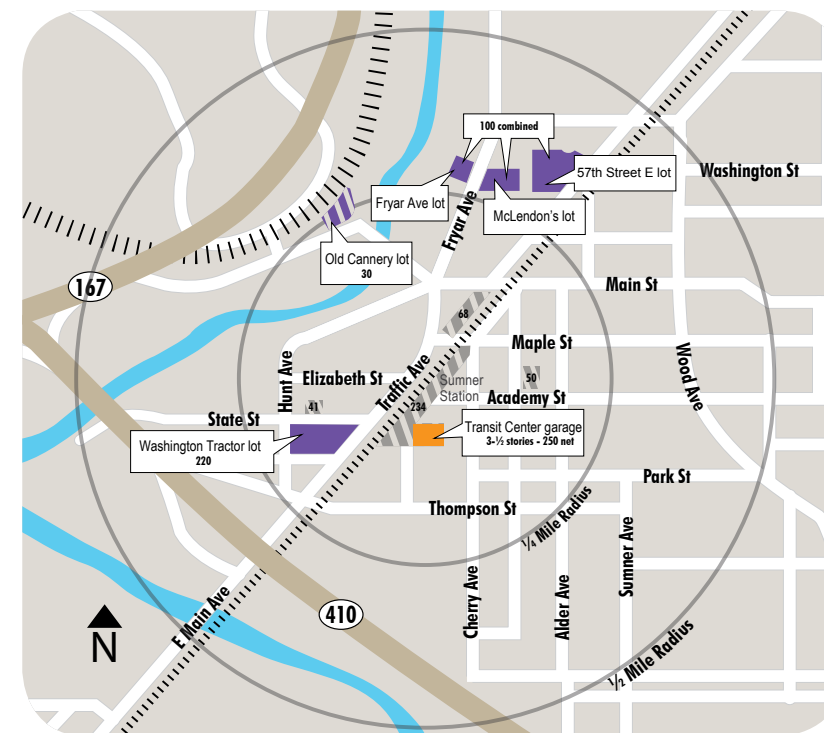 100 combined
57th Street E lot
Washington St
Fryar Ave lot
McLendon's lot
Fryar Ave
Old Cannery lot
30
167
Main St
68
Maple St
Wood Ave
Hunt Ave
Elizabeth St
Traffic Ave
Sumner
Station
50
Academy St
41
234
State St
Transit Center garage
3-½ stories - 250 net
Washington Tractor lot
220
Park St
Thompson St
¼ Mile Radius
Sumner Ave
Cherry Ave
Alder Ave
E Main Ave
410
N
½ Mile Radius